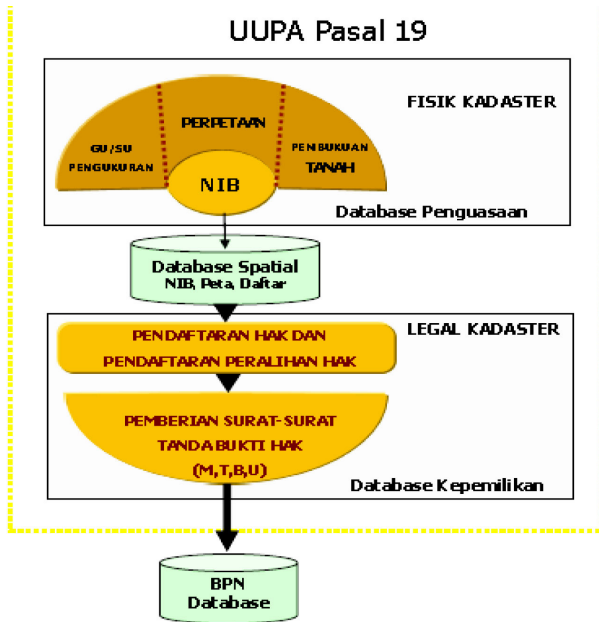 UUPA Pasal 19
FISIK KADASTER
PERPETAAN
GU/SU
PENGUKURAN
PEMBUKUAN
TANAH
NIB
Database Penguasaan
Database Spatial
NIB, Peta, Daftar
LEGAL KADASTER
PENDAFTARAN HAK DAN
PENDAFTARAN PERALIHAN HAK
PEMBERIAN SURAT-SURAT
TANDA BUKTI HAK
(M,T,B,U)
Database Kepemilikan
BPN
Database